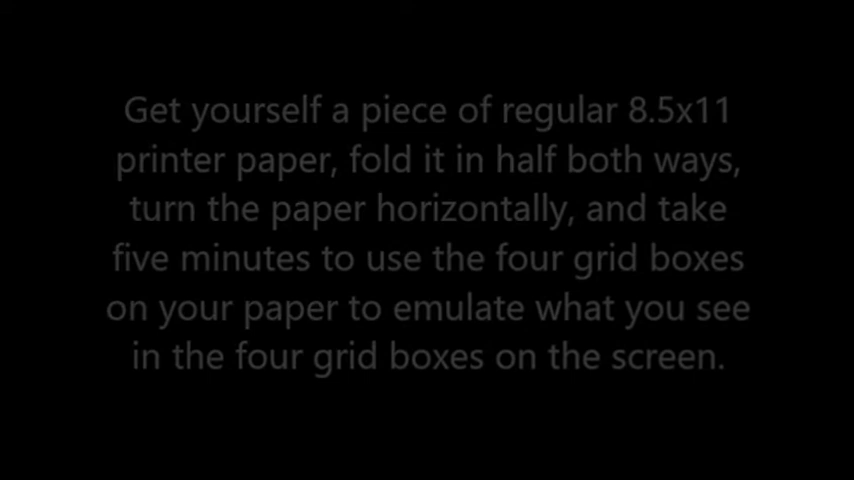 Get yourself a piece of regular 8.5x11
printer paper, fold it in half both ways,
turn the paper horizontally, and take
five minutes to use the four grid boxes
on your paper to emulate what you see
in the four grid boxes on the screen.